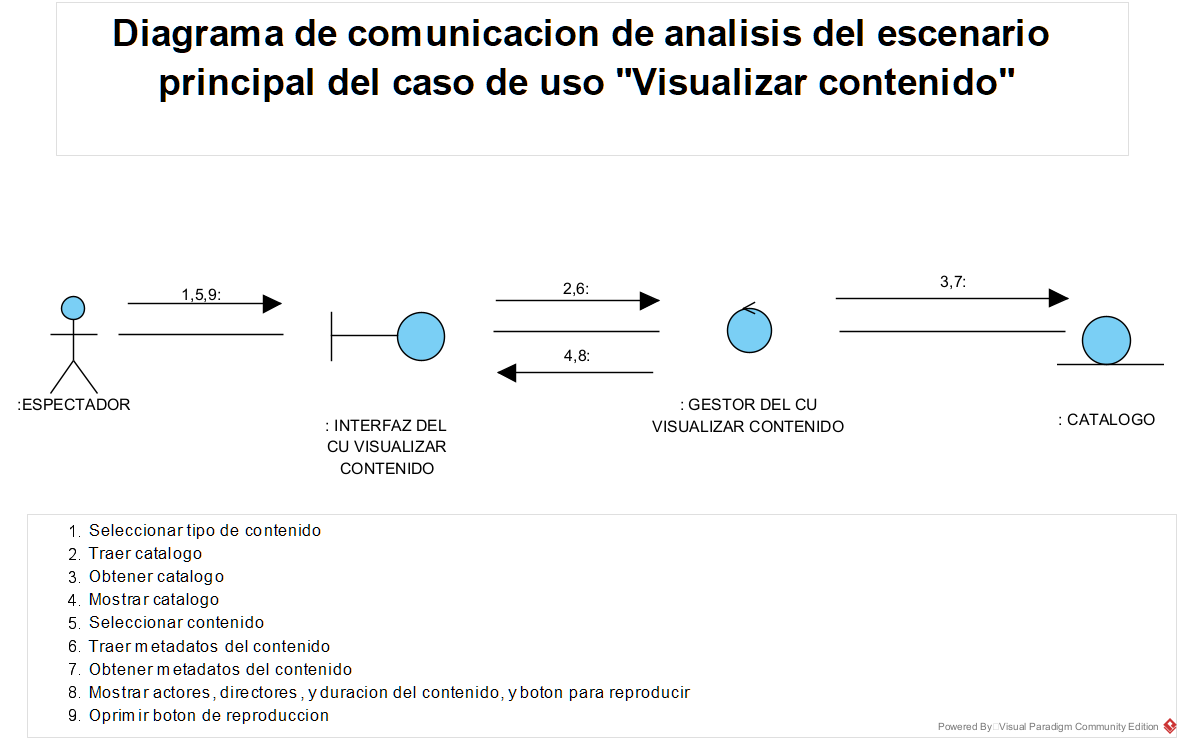 Diagrama de comunicacion de analisis del escenario
principal del caso de uso "Visualizar contenido"
1,5,9:
2,6:
3,7:
4,8:
:ESPECTADOR
: INTERFAZ DEL
CU VISUALIZAR
CONTENIDO
: GESTOR DEL CU
VISUALIZAR CONTENIDO
: CATALOGO
1. Seleccionar tipo de contenido
2. Traer catalogo
3. Obtener catalogo
4. Mostrar catalogo
5. Seleccionar contenido
6. Traer metadatos del contenido
7. Obtener metadatos del contenido
8. Mostrar actores, directores, y duracion del contenido, y boton para reproducir
9. Oprimir boton de reproduccion
Powered By Visual Paradigm Community Edition